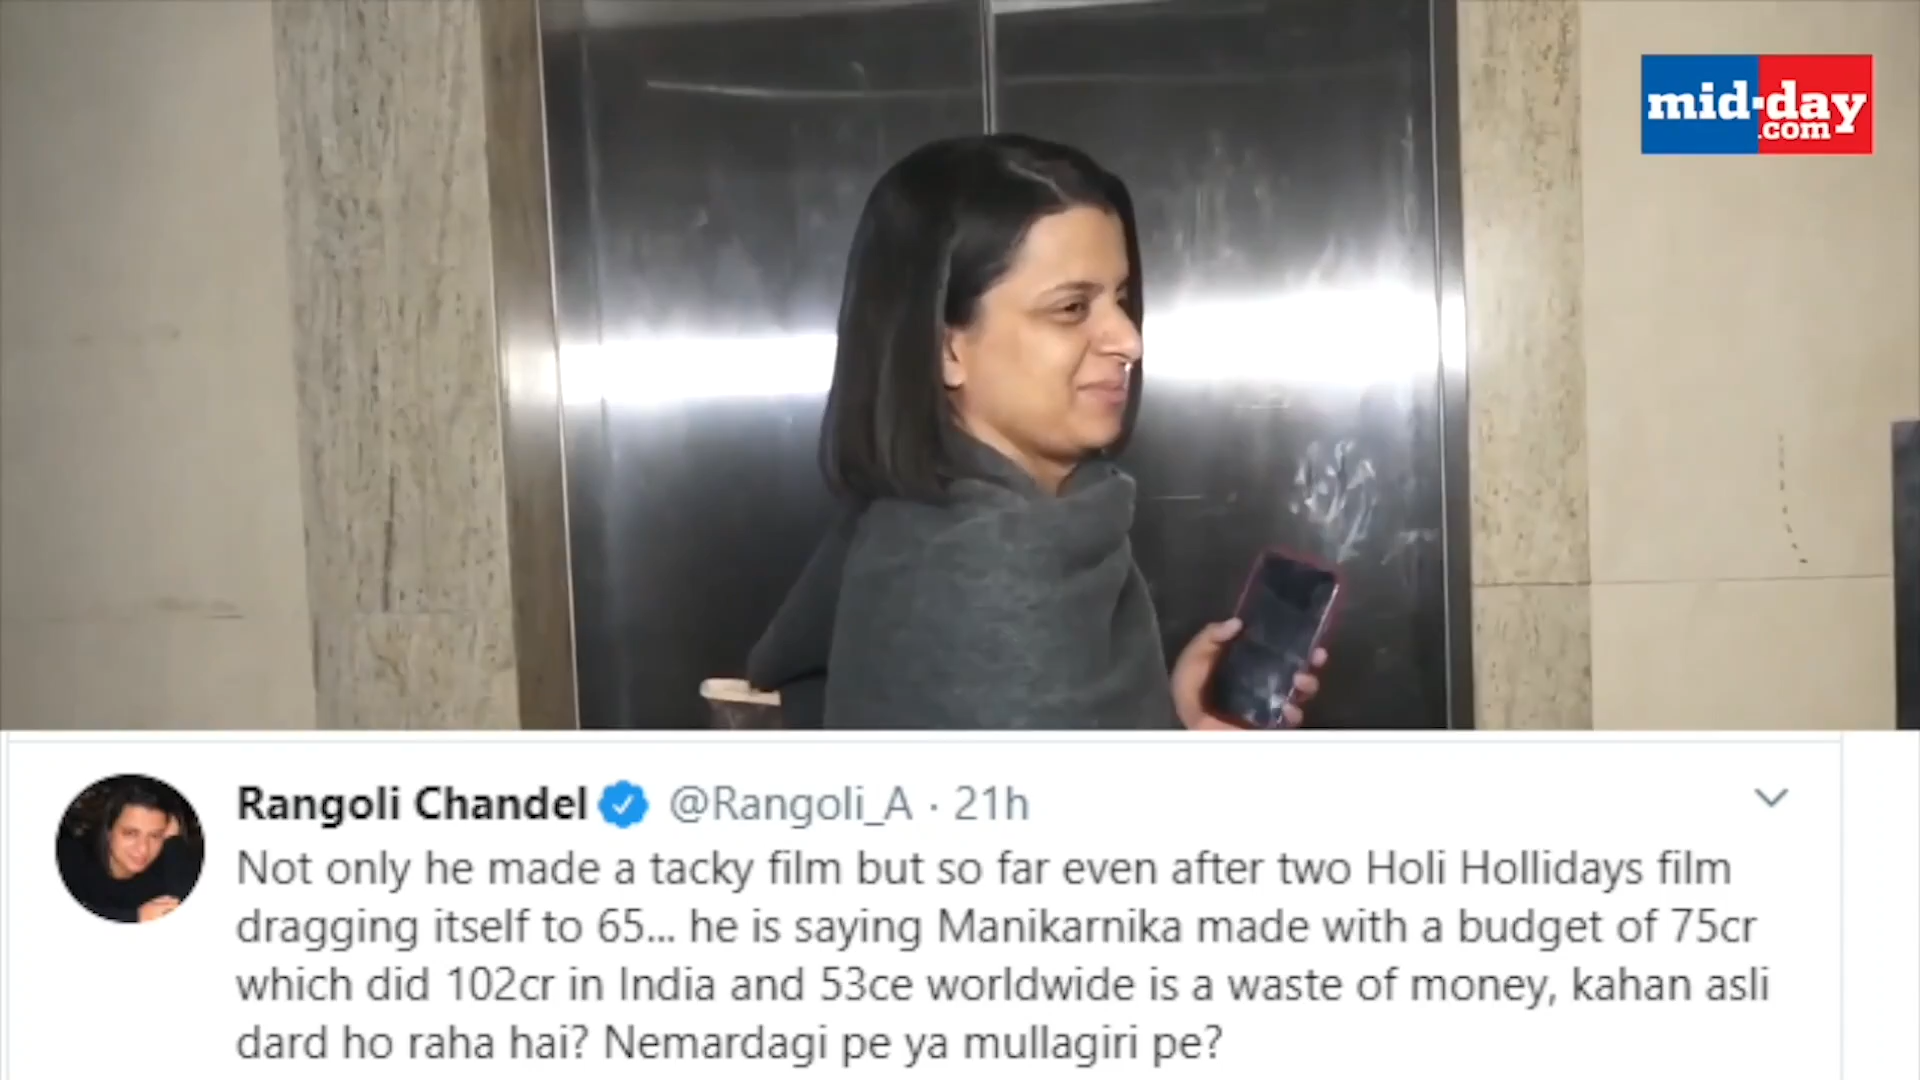 mid-day
.com
Rangoli Chandel @Rangoli_A · 21h
Not only he made a tacky film but so far even after two Holi Hollidays film
dragging itself to 65... he is saying Manikarnika made with a budget of 75cr
which did 102cr in India and 53ce worldwide is a waste of money, kahan asli
dard ho raha hai? Nemardagi pe ya mullagiri pe?